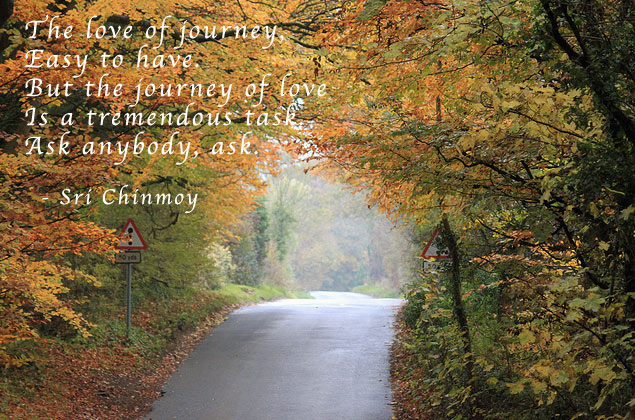 The love of journey,
Easy to have.
But the journey of love
Is a tremendous task.
Ask anybody, ask.
- Sri Chinmoy